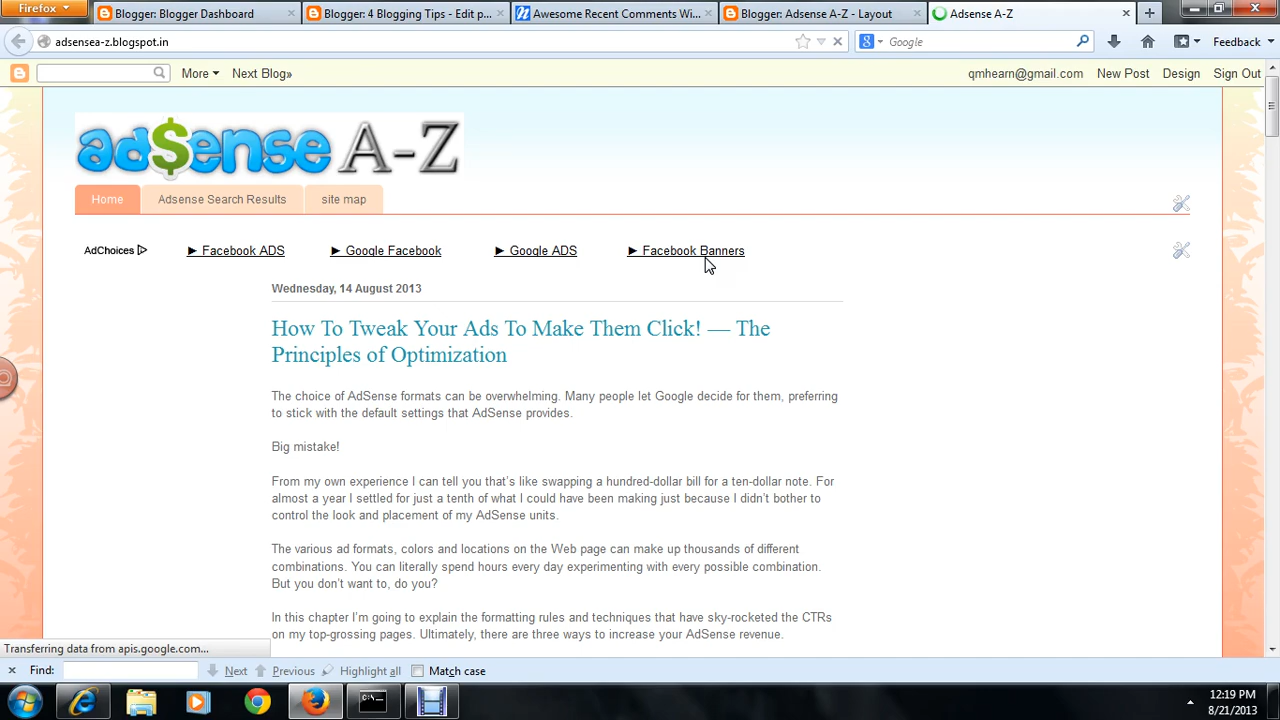 Firefox
Blogger: Blogger Dashboard
Blogger: 4 Blogging Tips - Edit p...
Awesome Recent Comments Wi...
Blogger: Adsense A-Z - Layout
Adsense A-Z
adsensea-z.blogspot.in
Google
Feedback
More
Next Blog»
qmhearn@gmail.com
New Post
Design
Sign Out
ad$ense A-Z
Home
Adsense Search Results
site map
AdChoices
► Facebook ADS
► Google Facebook
► Google ADS
► Facebook Banners
Wednesday, 14 August 2013
How To Tweak Your Ads To Make Them Click! — The
Principles of Optimization
The choice of AdSense formats can be overwhelming. Many people let Google decide for them, preferring
to stick with the default settings that AdSense provides.
Big mistake!
From my own experience I can tell you that's like swapping a hundred-dollar bill for a ten-dollar note. For
almost a year I settled for just a tenth of what I could have been making just because I didn't bother to
control the look and placement of my AdSense units.
The various ad formats, colors and locations on the Web page can make up thousands of different
combinations. You can literally spend hours every day experimenting with every possible combination.
But you don't want to, do you?
In this chapter I'm going to explain the formatting rules and techniques that have sky-rocketed the CTRs
on my top-grossing pages. Ultimately, there are three ways to increase your AdSense revenue.
Transferring data from apis.google.com...
Find:
Next
Previous
Highlight all
Match case
12:19 PM
8/21/2013